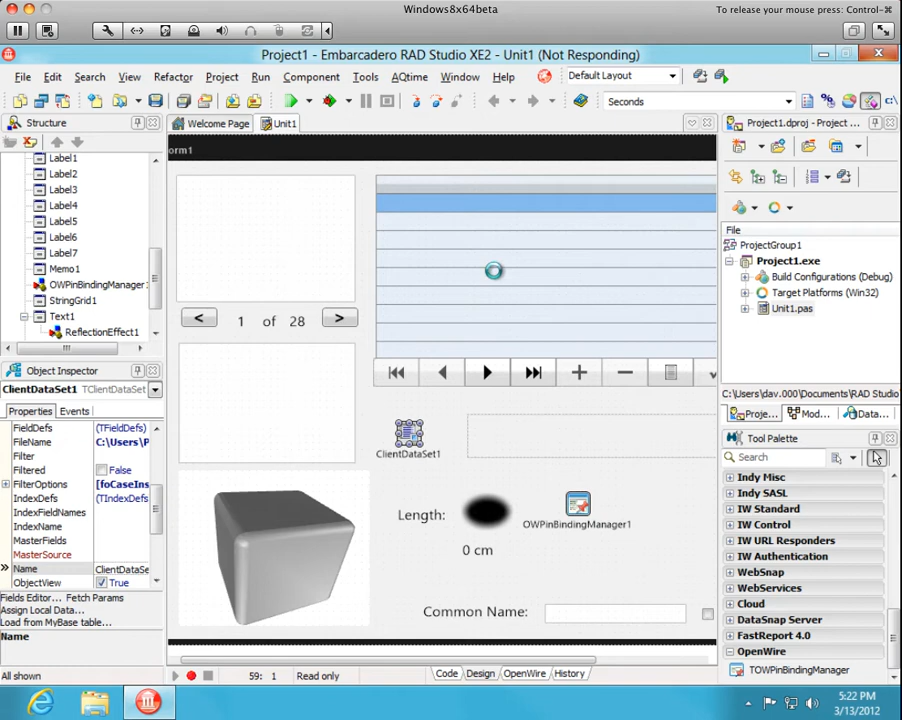 Windows8x64beta
To release your mouse press: Control-⌘
Project1 - Embarcadero RAD Studio XE2 - Unit1 (Not Responding)
File Edit Search View Refactor Project Run Component Tools AQtime Window Help
Default Layout
Seconds
Structure
Label1
Label2
Label3
Label4
Label5
Label6
Label7
Memo1
OWPinBindingManager1
StringGrid1
Text1
ReflectionEffect1
Object Inspector
ClientDataSet1 TClientDataSet
Properties Events
FieldDefs (TFieldDefs)
FileName C:\Users\P
Filter
Filtered False
FilterOptions [foCaseIns
IndexDefs (TIndexDefs
IndexFieldNames
IndexName
MasterFields
MasterSource
Name ClientDataSe
ObjectView True
Fields Editor... Fetch Params
Assign Local Data...
Load from MyBase table...
Name
All shown
Welcome Page Unit1
orm1
< 1 of 28 >
ClientDataSet1
Length:
0 cm
OWPinBindingManager1
Common Name:
59: 1 Read only
Code Design OpenWire History
Project1.dproj - Project ...
File
ProjectGroup1
Project1.exe
Build Configurations (Debug)
Target Platforms (Win32)
Unit1.pas
C:\Users\dav.000\Documents\RAD Studio
Proje... Mod... Data...
Tool Palette
Search
Indy Misc
Indy SASL
IW Standard
IW Control
IW URL Responders
IW Authentication
WebSnap
WebServices
Cloud
DataSnap Server
FastReport 4.0
OpenWire
TOWPinBindingManager
5:22 PM
3/13/2012